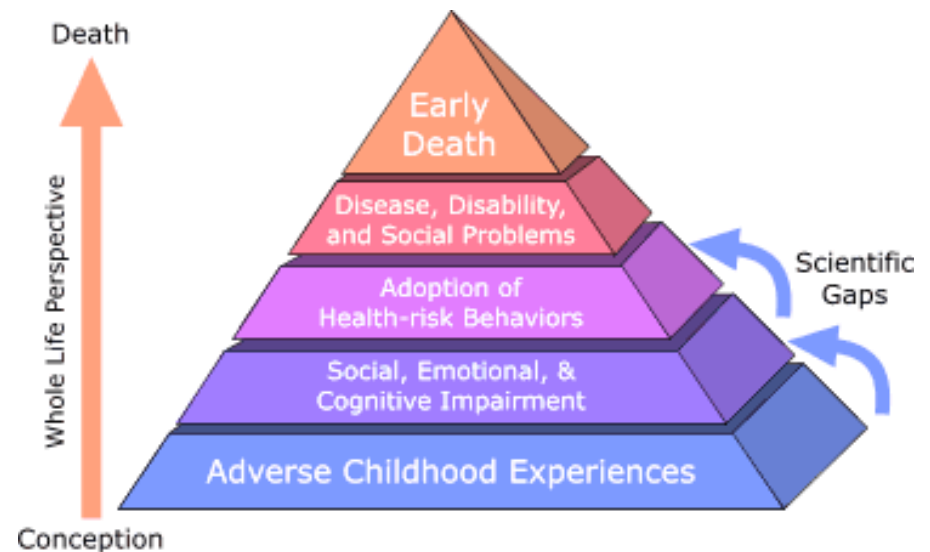 Death
Early
Death
Disease, Disability,
and Social Problems
Adoption of
Health-risk Behaviors
Social, Emotional, &
Cognitive Impairment
Adverse Childhood Experiences
Scientific
Gaps
Whole Life Perspective
Conception